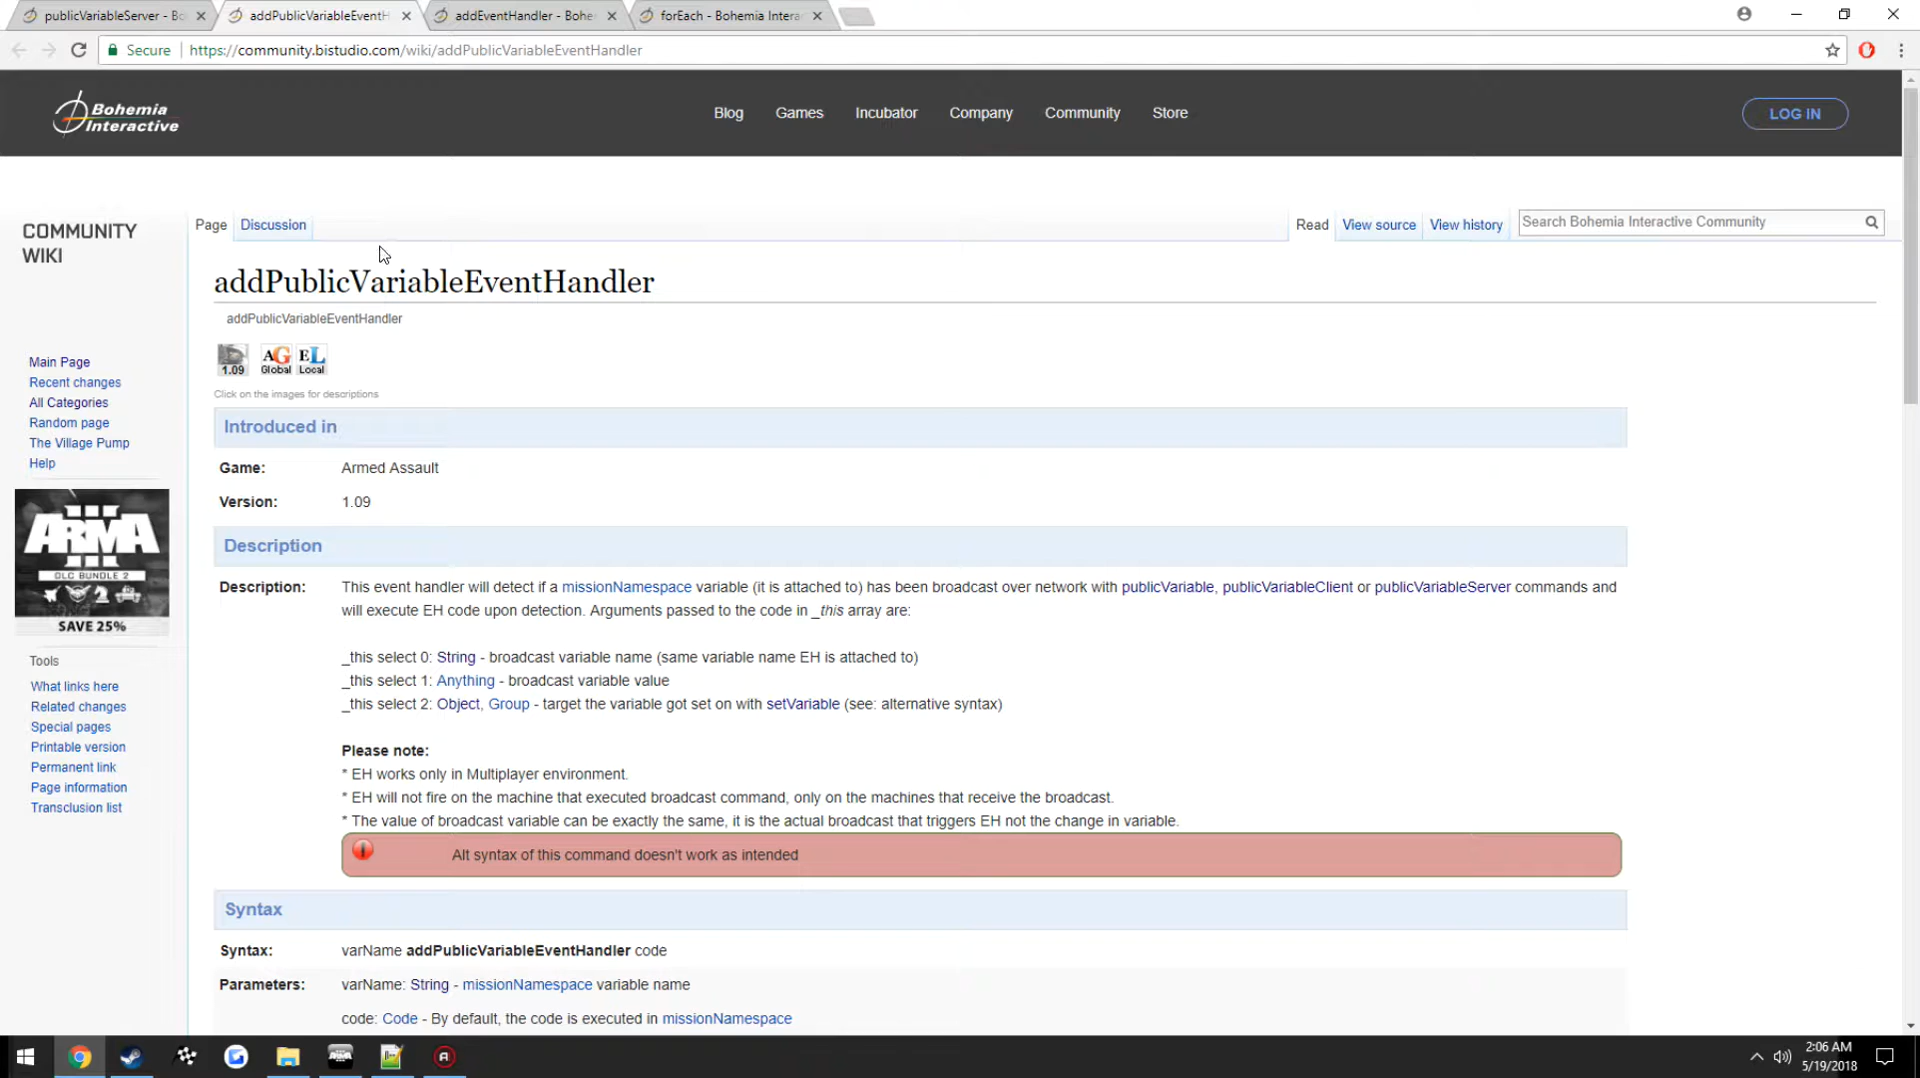 publicVariableServer - Bo
addPublicVariableEventH
addEventHandler - Bohe
forEach - Bohemia Intera
Secure
https://community.bistudio.com/wiki/addPublicVariableEventHandler
Bohemia
Interactive
Blog
Games
Incubator
Company
Community
Store
LOG IN
COMMUNITY
WIKI
Page
Discussion
Read
View source
View history
Search Bohemia Interactive Community
addPublicVariableEventHandler
addPublicVariableEventHandler
1.09
AG
Global
EL
Local
Click on the images for descriptions
Main Page
Recent changes
All Categories
Random page
The Village Pump
Help
ARMA
III
DLC BUNDLE 2
SAVE 25%
Tools
What links here
Related changes
Special pages
Printable version
Permanent link
Page information
Transclusion list
Introduced in
Game: Armed Assault
Version: 1.09
Description
Description: This event handler will detect if a missionNamespace variable (it is attached to) has been broadcast over network with publicVariable, publicVariableClient or publicVariableServer commands and
will execute EH code upon detection. Arguments passed to the code in _this array are:
_this select 0: String - broadcast variable name (same variable name EH is attached to)
_this select 1: Anything - broadcast variable value
_this select 2: Object, Group - target the variable got set on with setVariable (see: alternative syntax)
Please note:
* EH works only in Multiplayer environment.
* EH will not fire on the machine that executed broadcast command, only on the machines that receive the broadcast.
* The value of broadcast variable can be exactly the same, it is the actual broadcast that triggers EH not the change in variable.
Alt syntax of this command doesn't work as intended
Syntax
Syntax: varName addPublicVariableEventHandler code
Parameters: varName: String - missionNamespace variable name
code: Code - By default, the code is executed in missionNamespace
2:06 AM
5/19/2018